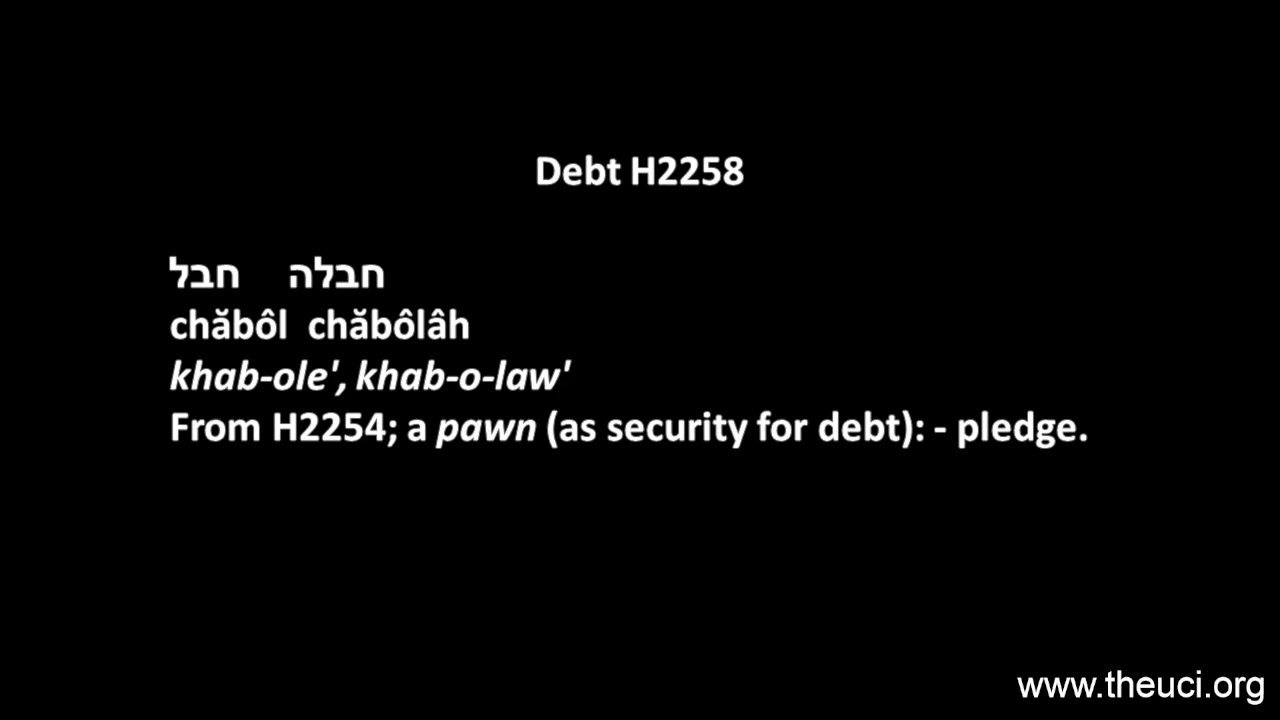 Debt H2258
חבל חבלה
chăbôl chăbôlâh
khab-ole', khab-o-law'
From H2254; a pawn (as security for debt): - pledge.
www.theuci.org